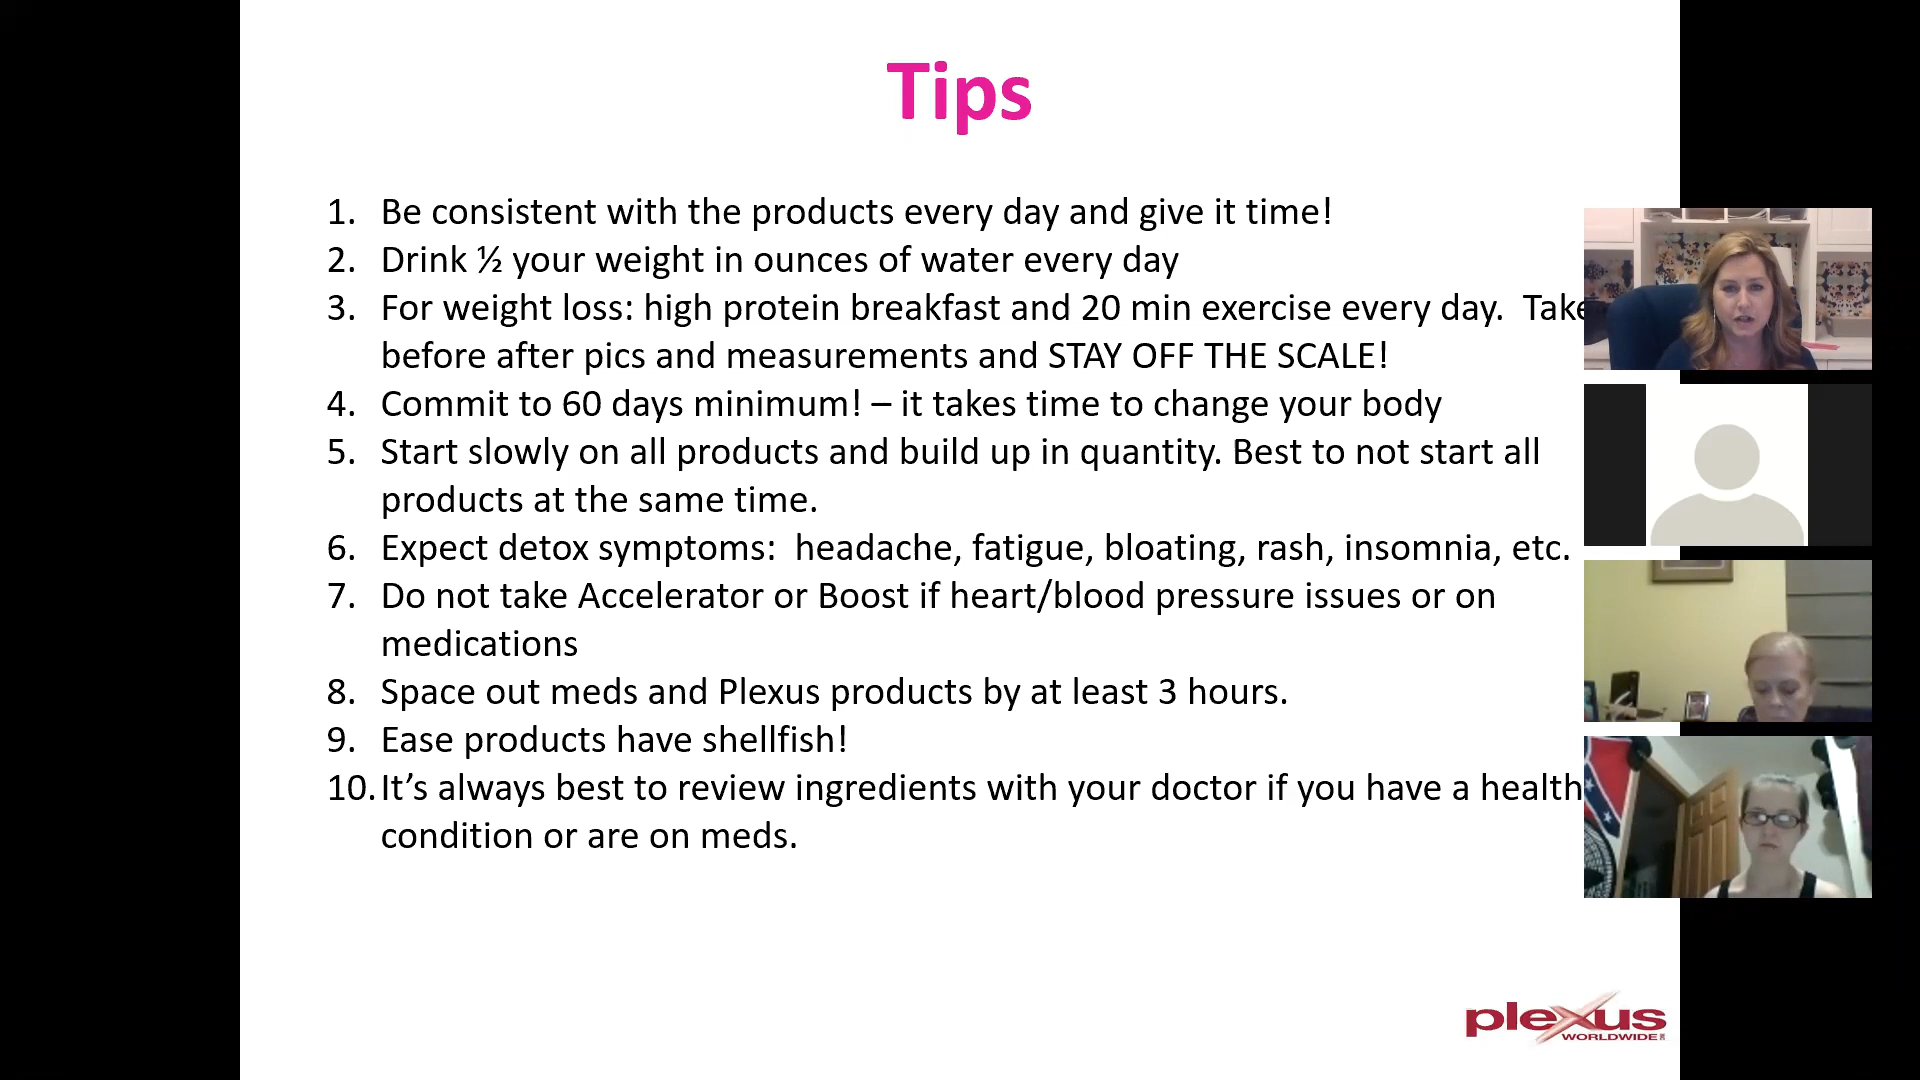 Tips
1. Be consistent with the products every day and give it time!
2. Drink ½ your weight in ounces of water every day
3. For weight loss: high protein breakfast and 20 min exercise every day.  Take
before after pics and measurements and STAY OFF THE SCALE!
4. Commit to 60 days minimum! – it takes time to change your body
5. Start slowly on all products and build up in quantity. Best to not start all
products at the same time.
6. Expect detox symptoms:  headache, fatigue, bloating, rash, insomnia, etc.
7. Do not take Accelerator or Boost if heart/blood pressure issues or on
medications
8. Space out meds and Plexus products by at least 3 hours.
9. Ease products have shellfish!
10. It’s always best to review ingredients with your doctor if you have a health
condition or are on meds.
plexus
WORLDWIDE